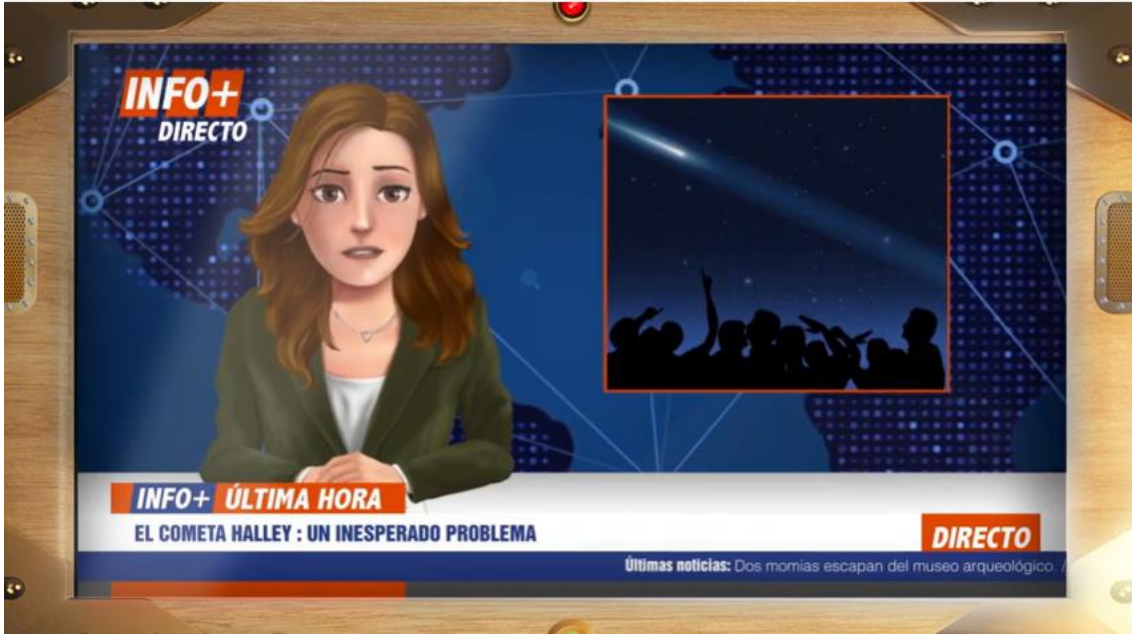 INFO+
DIRECTO
INFO+ ÚLTIMA HORA
EL COMETA HALLEY : UN INESPERADO PROBLEMA
DIRECTO
Últimas noticias: Dos momias escapan del museo arqueológico. /